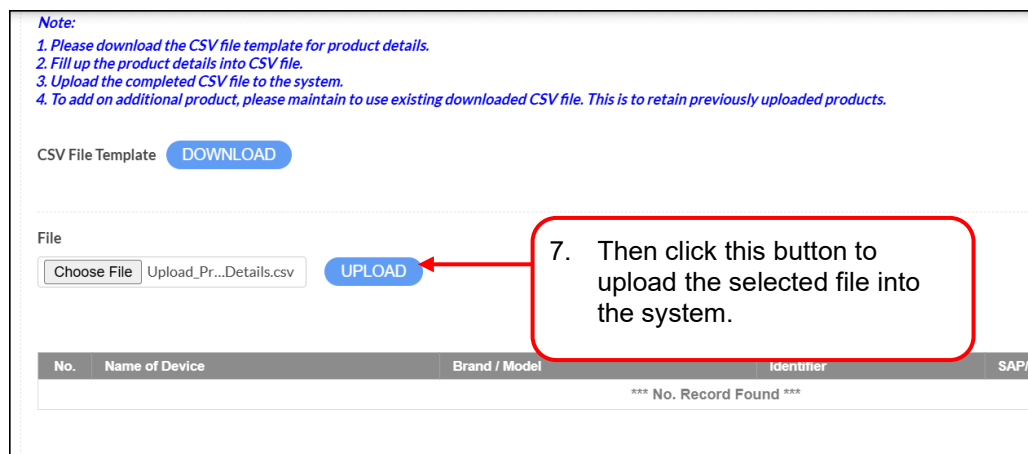 Note:
1. Please download the CSV file template for product details.
2. Fill up the product details into CSV file.
3. Upload the completed CSV file to the system.
4. To add on additional product, please maintain to use existing downloaded CSV file. This is to retain previously uploaded products.
CSV File Template DOWNLOAD
File
Choose File Upload_Pr...Details.csv UPLOAD
7. Then click this button to
upload the selected file into
the system.
No. Name of Device Brand / Model Identifier SAP/
*** No. Record Found ***